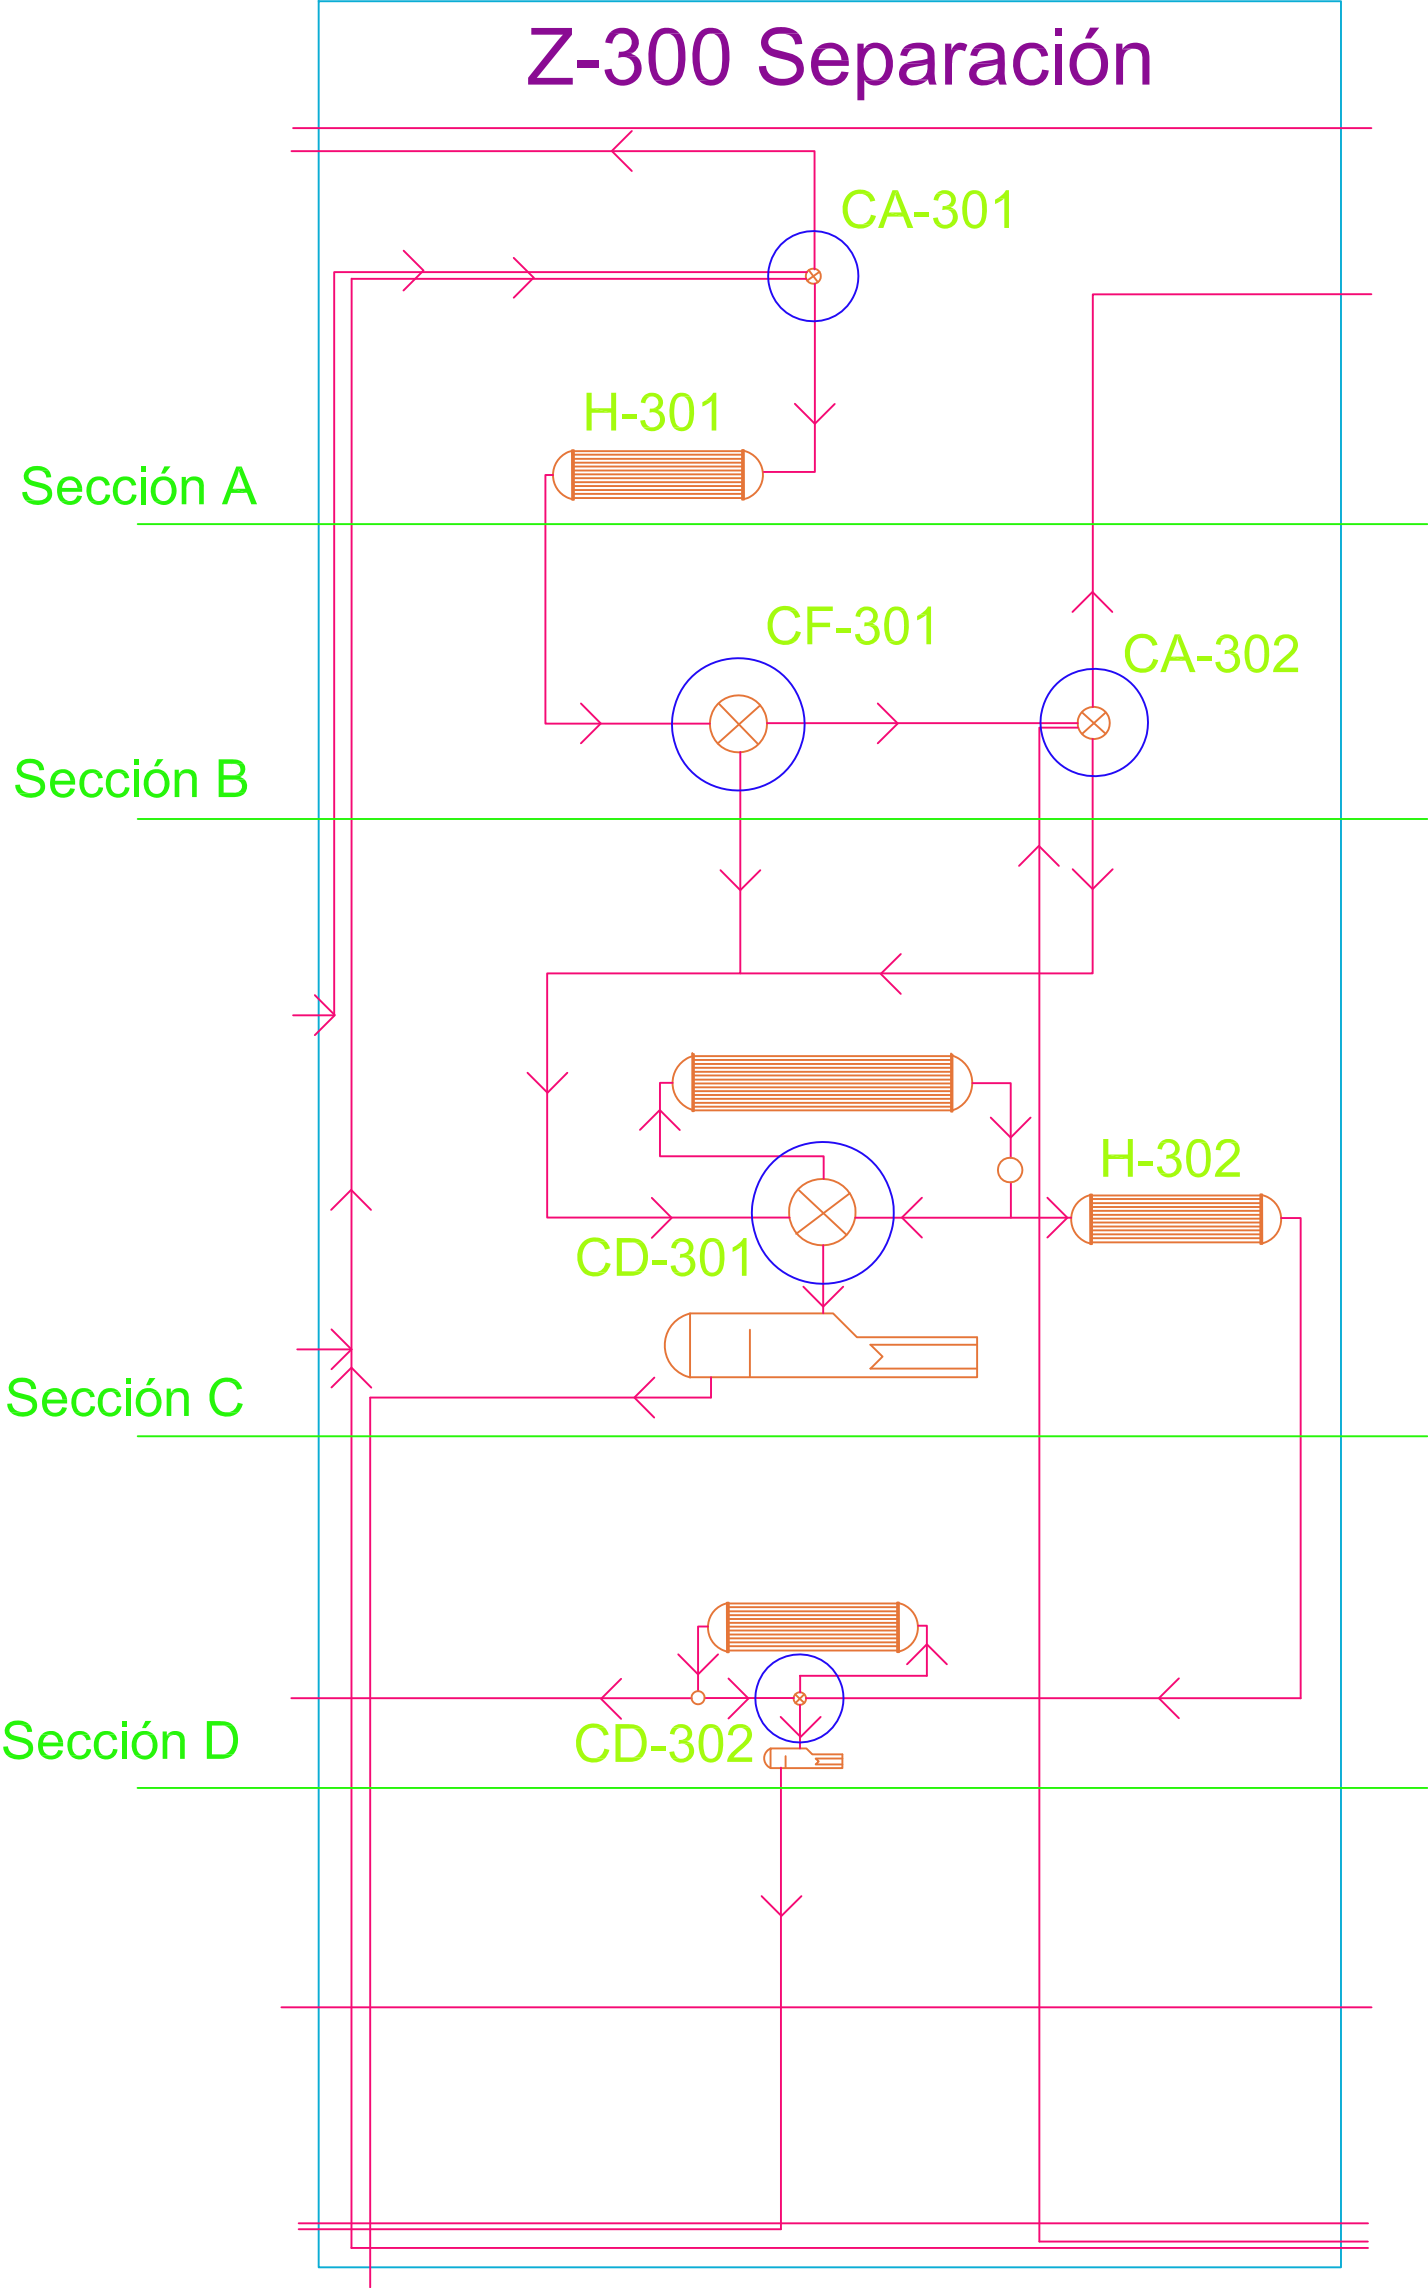 Z-300 Separación
CA-301
H-301
Sección A
CF-301
CA-302
Sección B
H-302
CD-301
Sección C
CD-302
Sección D